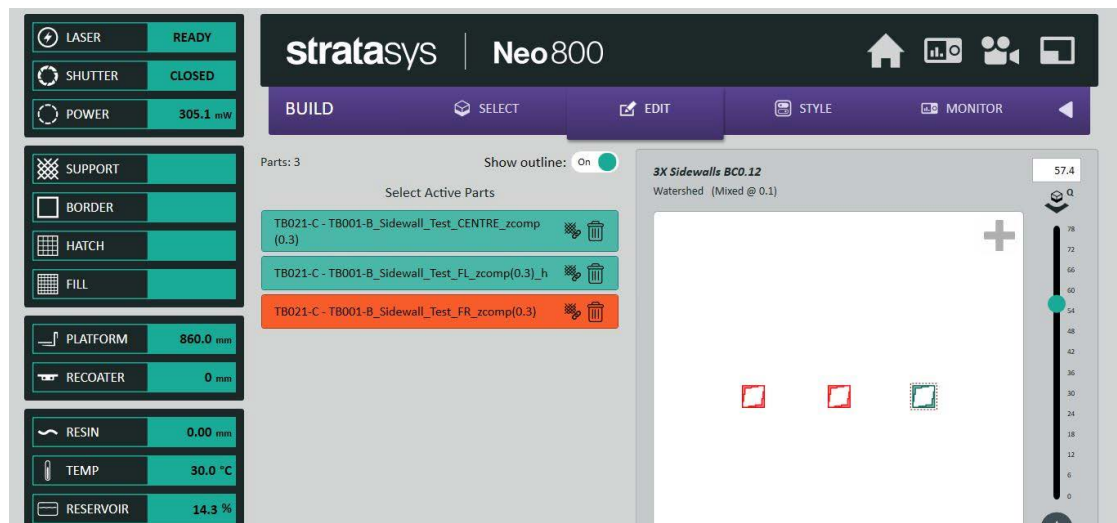 LASER READY
SHUTTER CLOSED
POWER 305.1 mW
SUPPORT
BORDER
HATCH
FILL
PLATFORM 860.0 mm
RECOATER 0 mm
RESIN 0.00 mm
TEMP 30.0 °C
RESERVOIR 14.3 %
stratasys | Neo800
BUILD SELECT EDIT STYLE MONITOR
Parts: 3 Show outline: On
Select Active Parts
TB021-C - TB001-B_Sidewall_Test_CENTRE_zcomp
(0.3)
TB021-C - TB001-B_Sidewall_Test_FL_zcomp(0.3)_h
TB021-C - TB001-B_Sidewall_Test_FR_zcomp(0.3)
3X Sidewalls BC0.12
Watershed (Mixed @ 0.1)
57.4
Q
78
72
66
60
54
48
42
36
30
24
18
12
6
0